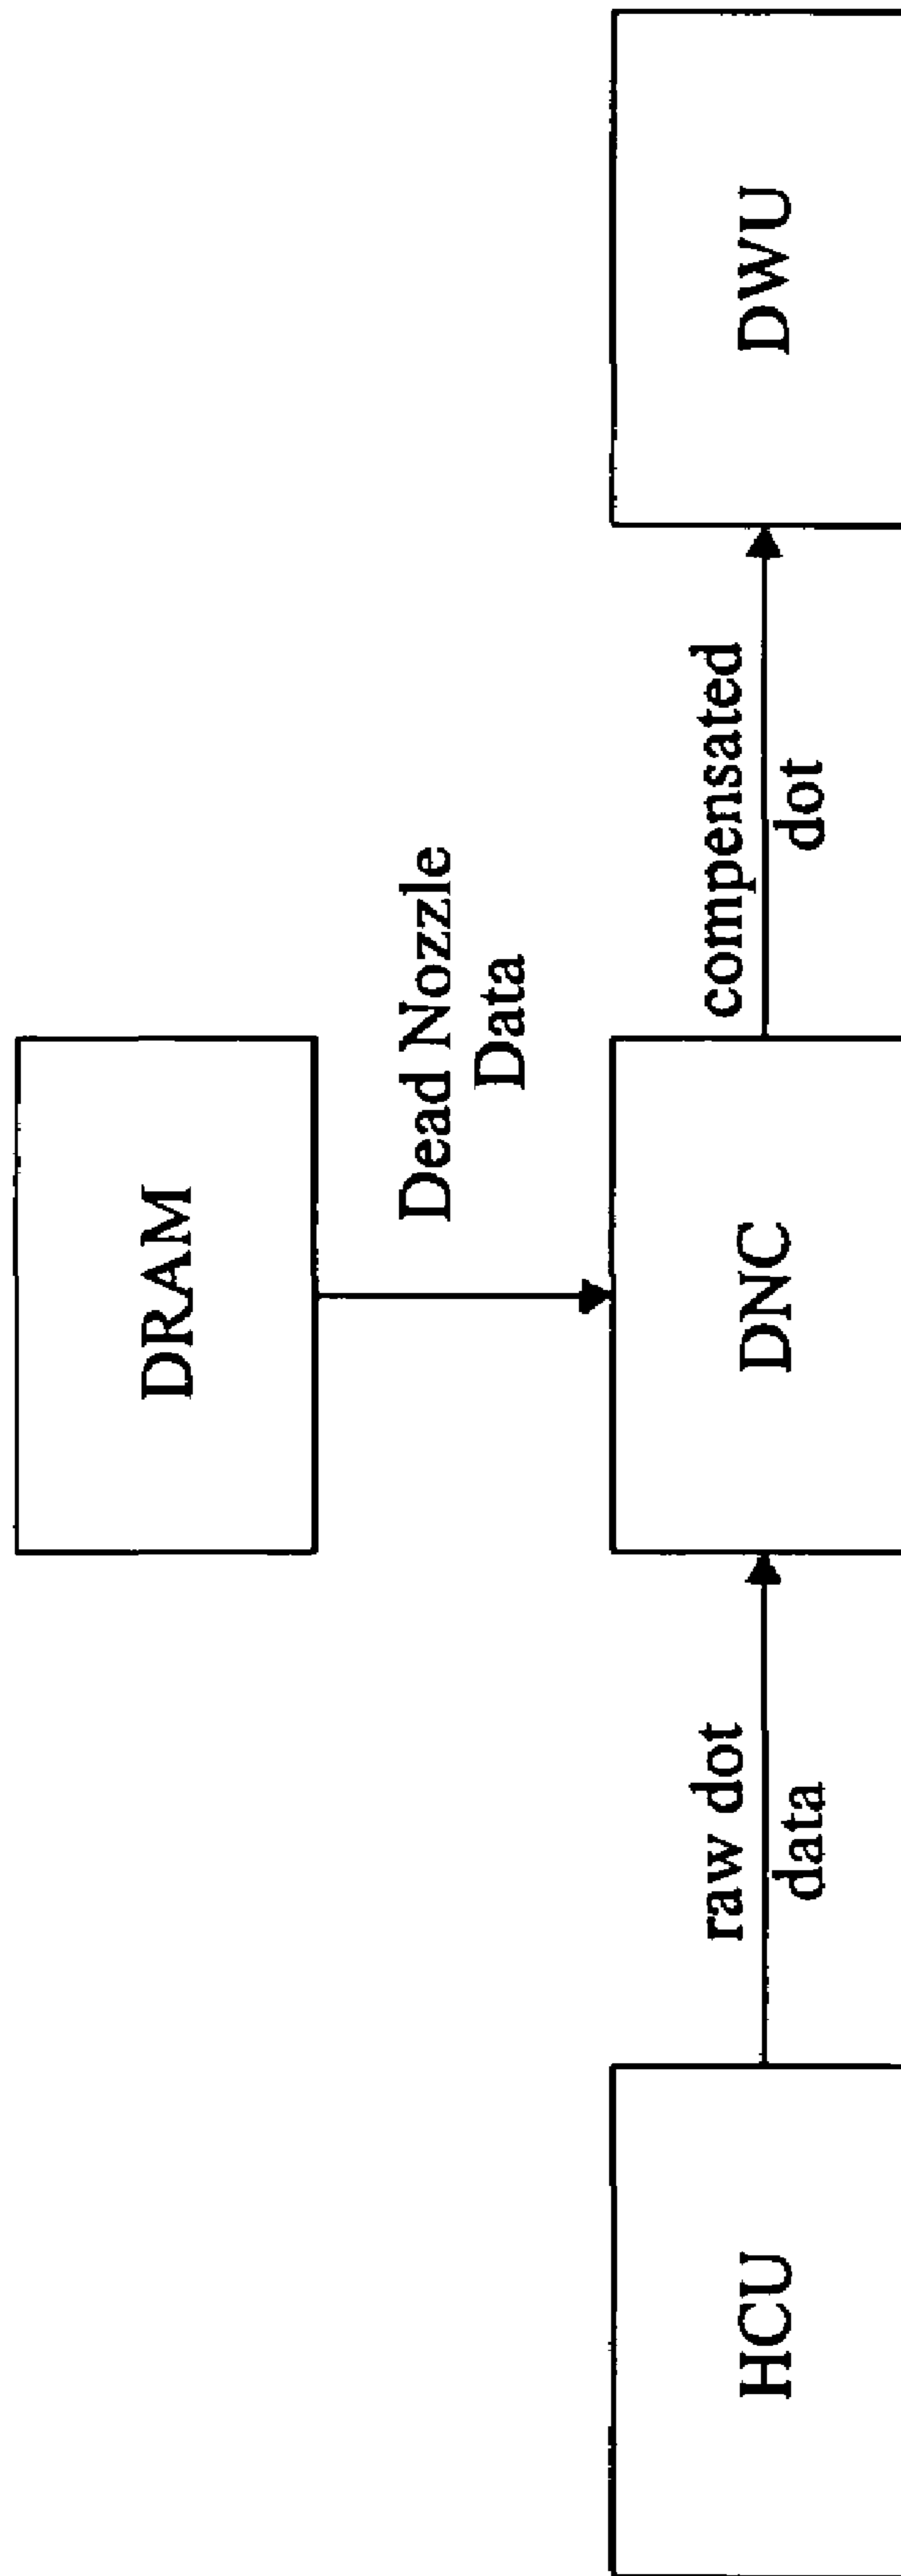 DRAM
Dead Nozzle
Data
HCU
raw dot
data
DNC
compensated
dot
DWU